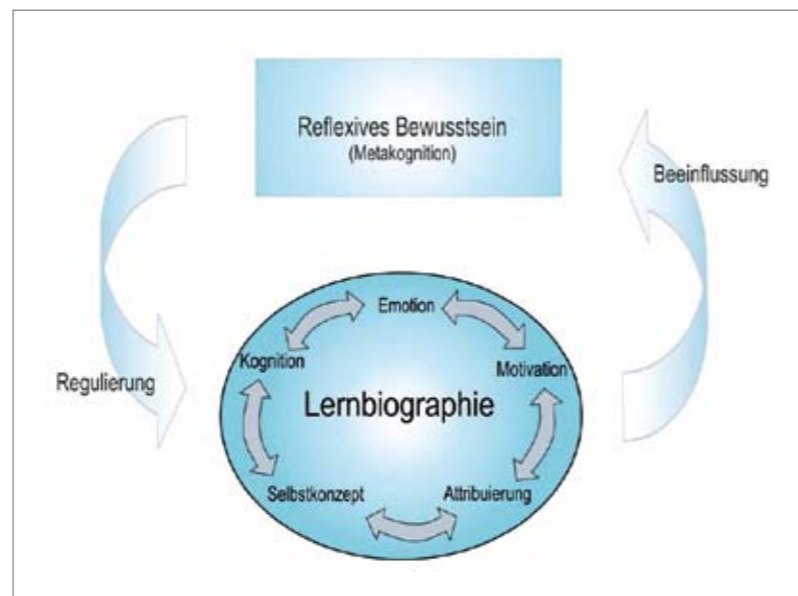 Reflexives Bewusstsein
(Metakognition)
Beeinflussung
Regulierung
Emotion
Kognition
Motivation
Lernbiographie
Selbstkonzept
Attribuierung